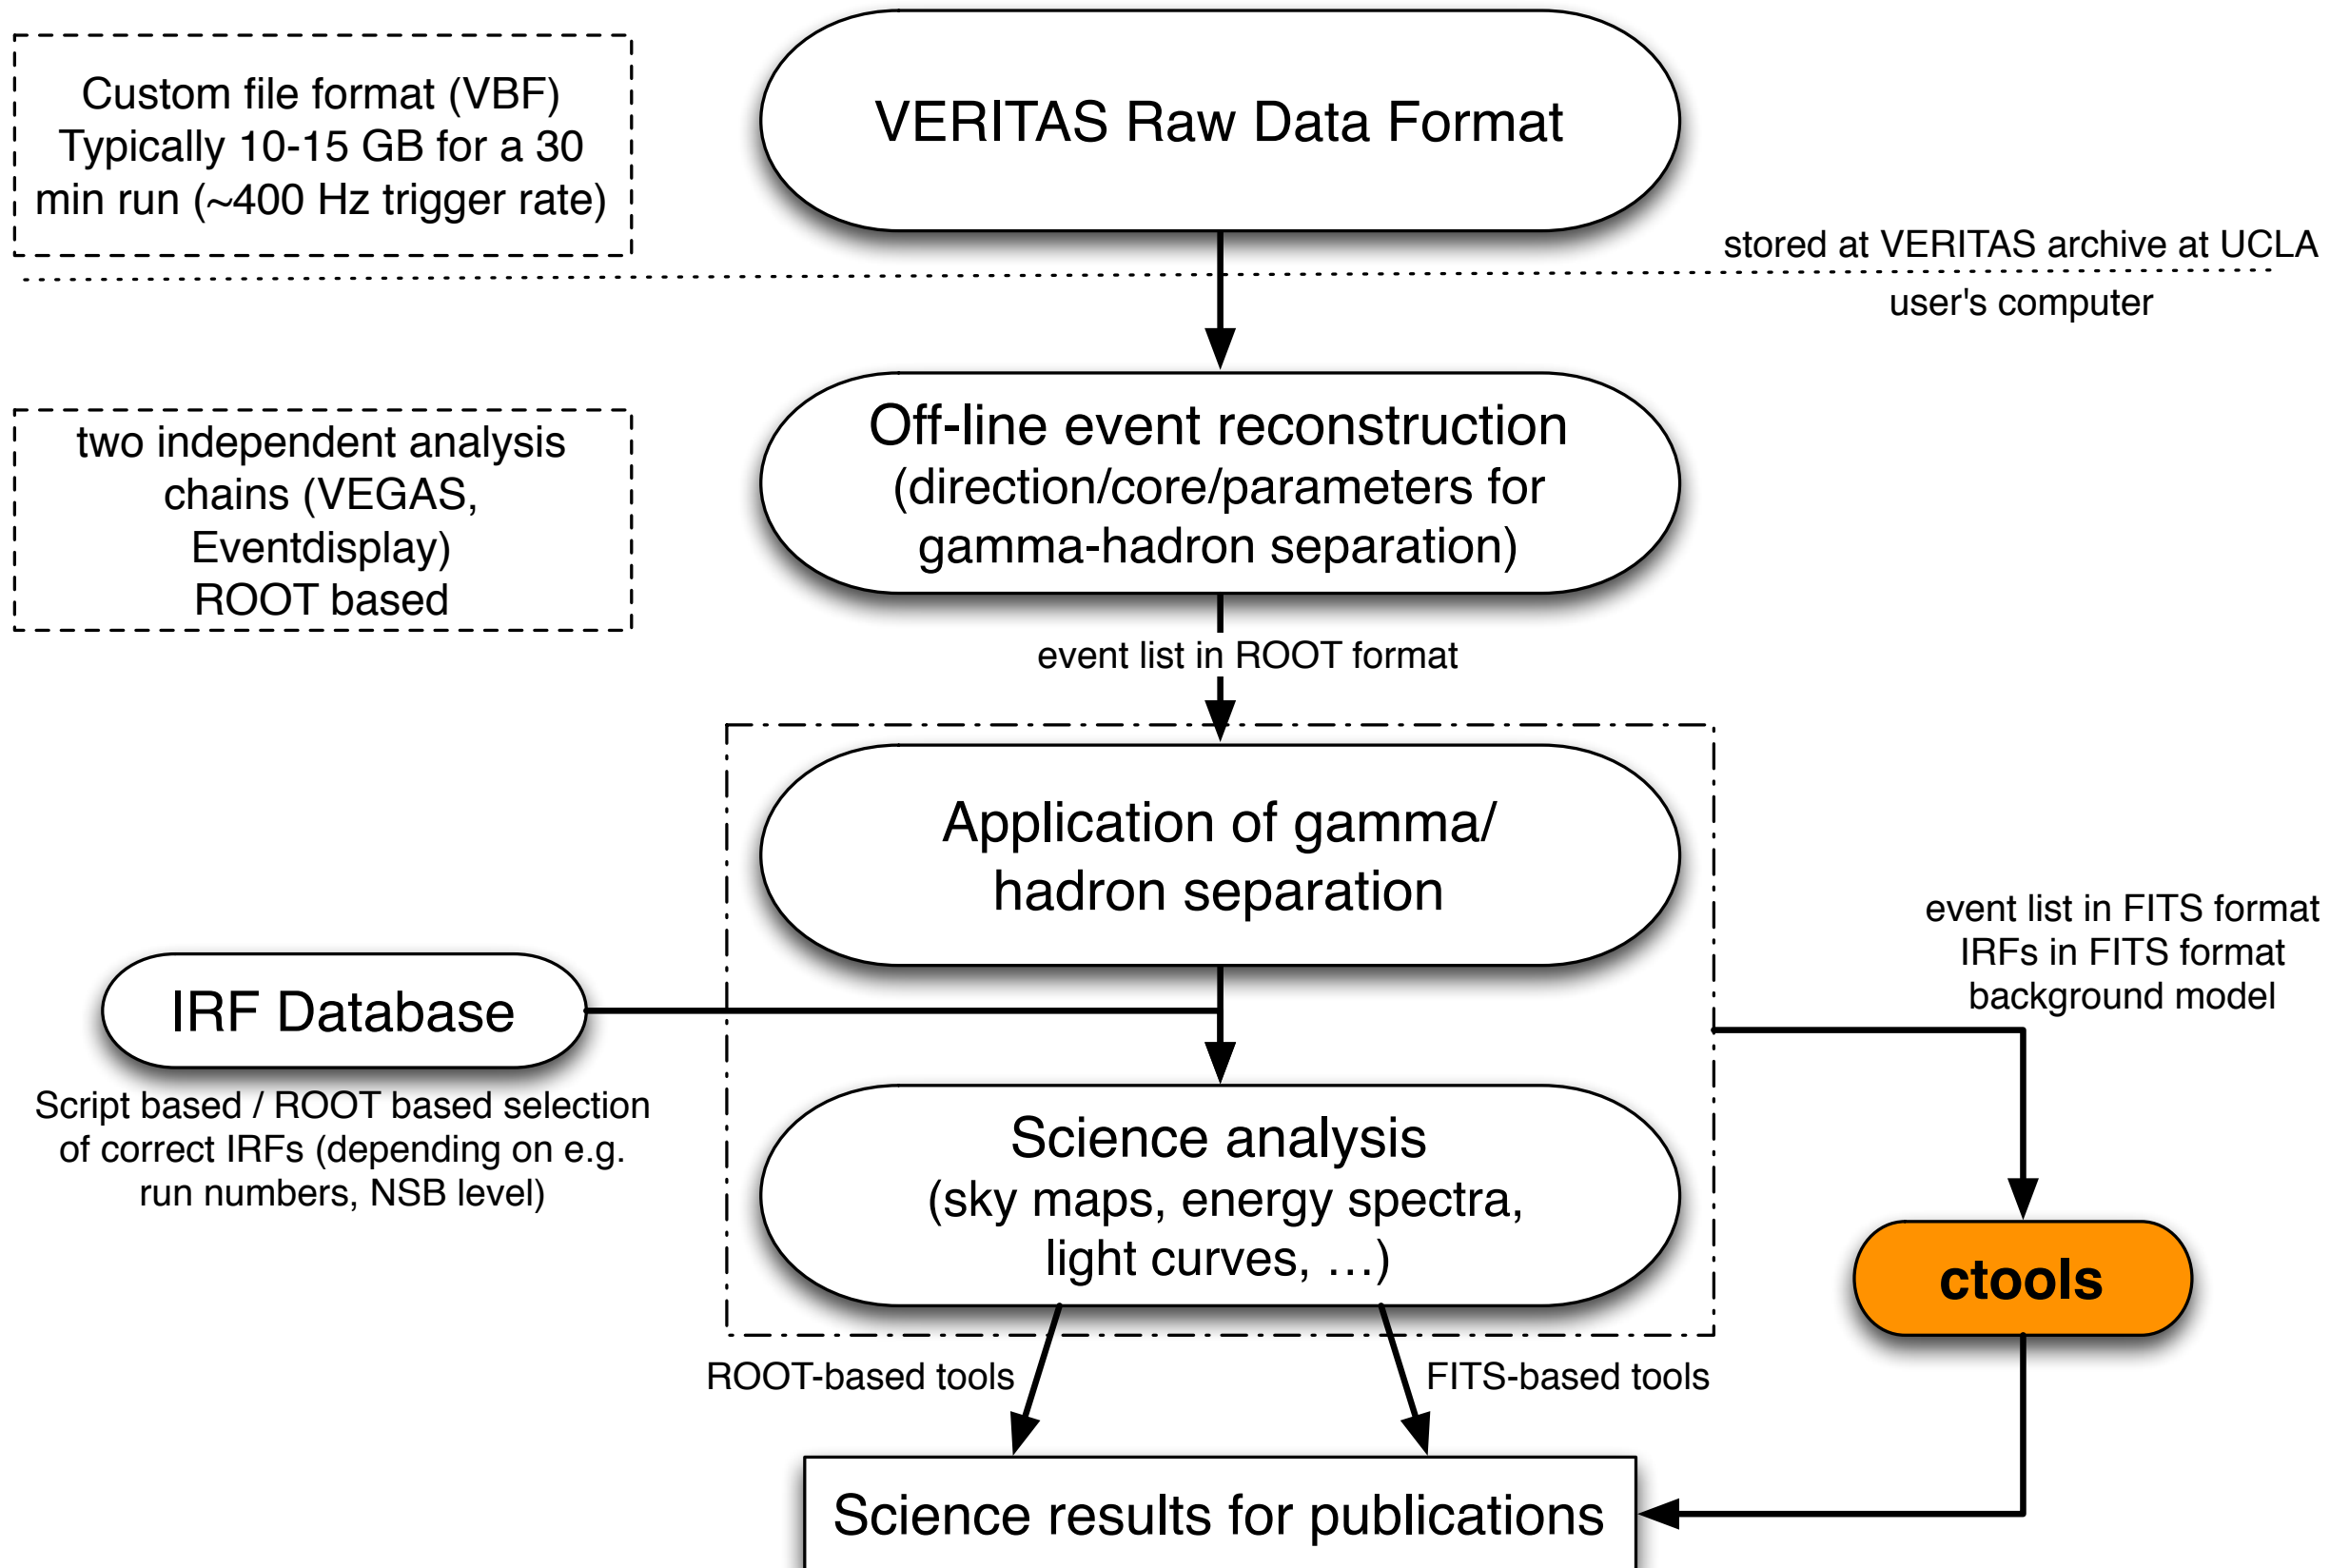 Custom file format (VBF)
Typically 10-15 GB for a 30
min run (~400 Hz trigger rate)
VERITAS Raw Data Format
stored at VERITAS archive at UCLA
user's computer
two independent analysis
chains (VEGAS,
Eventdisplay)
ROOT based
Off-line event reconstruction
(direction/core/parameters for
gamma-hadron separation)
event list in ROOT format
Application of gamma/
hadron separation
event list in FITS format
IRFs in FITS format
background model
IRF Database
Script based / ROOT based selection
of correct IRFs (depending on e.g.
run numbers, NSB level)
Science analysis
(sky maps, energy spectra,
light curves, …)
ctools
ROOT-based tools
FITS-based tools
Science results for publications